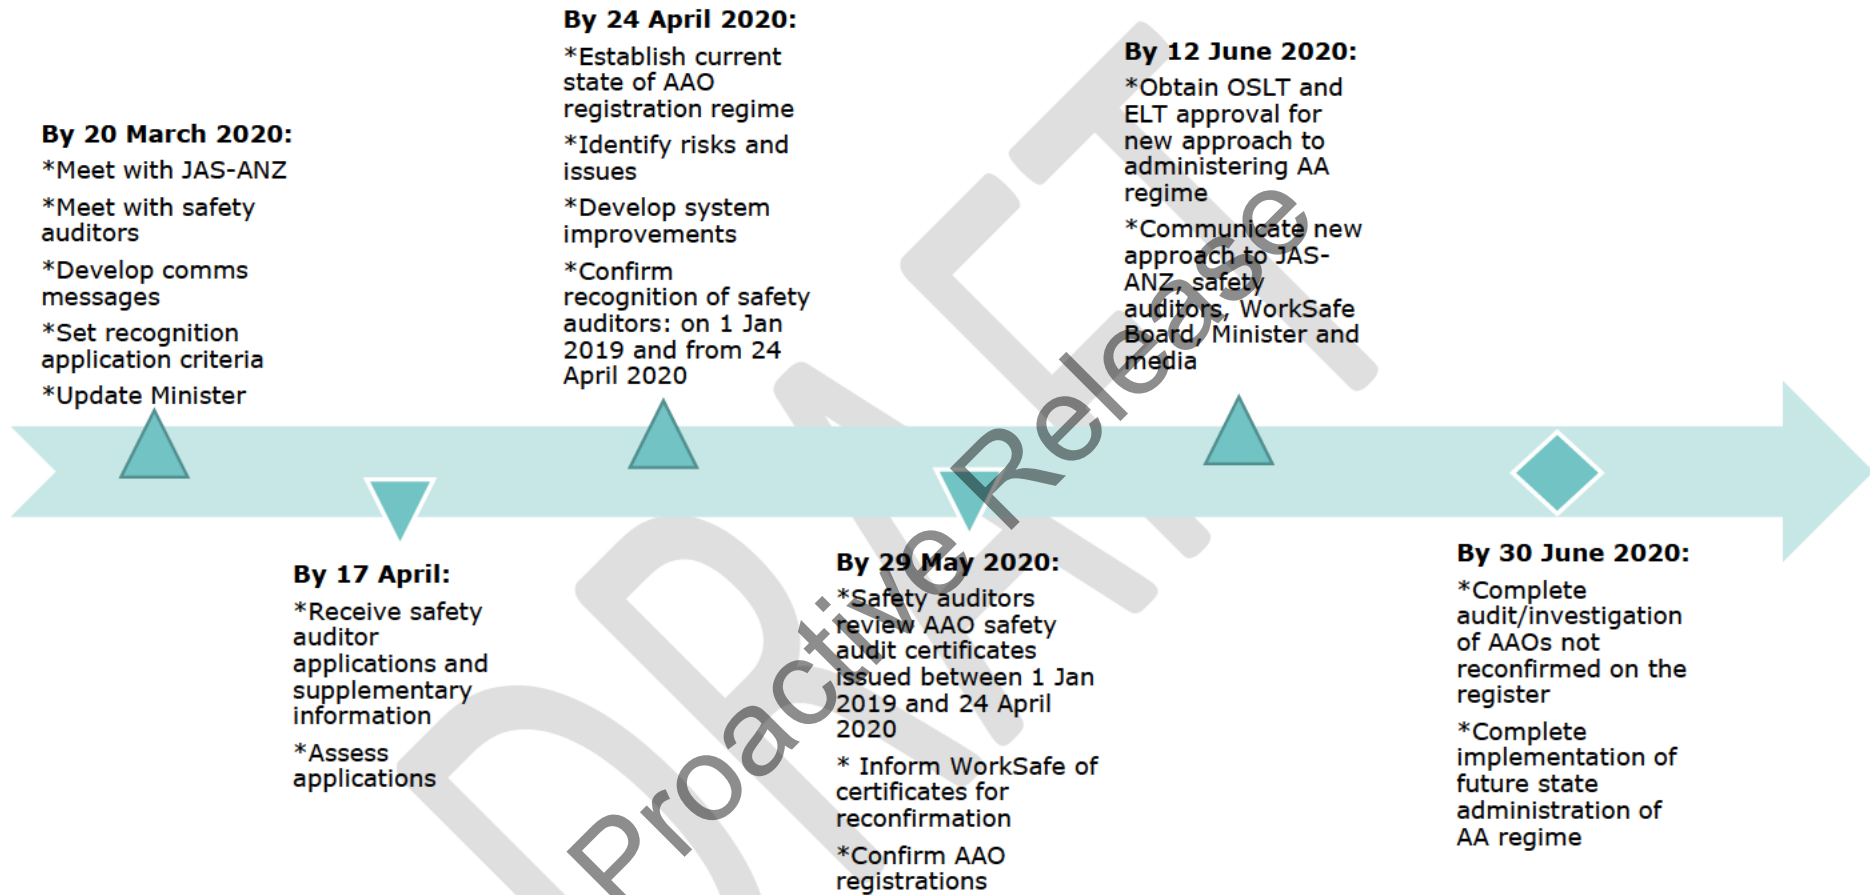 By 20 March 2020:
*Meet with JAS-ANZ
*Meet with safety
auditors
*Develop comms
messages
*Set recognition
application criteria
*Update Minister
By 17 April:
*Receive safety
auditor
applications and
supplementary
information
*Assess
applications
By 24 April 2020:
*Establish current
state of AAO
registration regime
*Identify risks and
issues
*Develop system
improvements
*Confirm
recognition of safety
auditors: on 1 Jan
2019 and from 24
April 2020
By 29 May 2020:
*Safety auditors
review AAO safety
audit certificates
issued between 1 Jan
2019 and 24 April
2020
* Inform WorkSafe of
certificates for
reconfirmation
*Confirm AAO
registrations
By 12 June 2020:
*Obtain OSLT and
ELT approval for
new approach to
administering AA
regime
*Communicate new
approach to JAS-
ANZ, safety
auditors, WorkSafe
Board, Minister and
media
By 30 June 2020:
*Complete
audit/investigation
of AAOs not
reconfirmed on the
register
*Complete
implementation of
future state
administration of
AA regime
DRAFT
Proactive Release